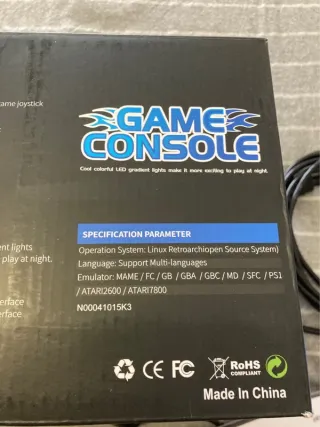 ame joystick
GAME
CONSOLE
Cool colorful LED gradient lights make it more exciting to play at night.
SPECIFICATION PARAMETER
Operation System: Linux Retroarchiopen Source System)
Language: Support Multi-languages
ent lights
play at night.
Emulator: MAME / FC / GB / GBA / GBC / MD / SFC / PS1
/ ATARI2600 / ATARI7800
erface
N00041015K3
erface
CE FC RoHS
COMPLIANT
Made In China